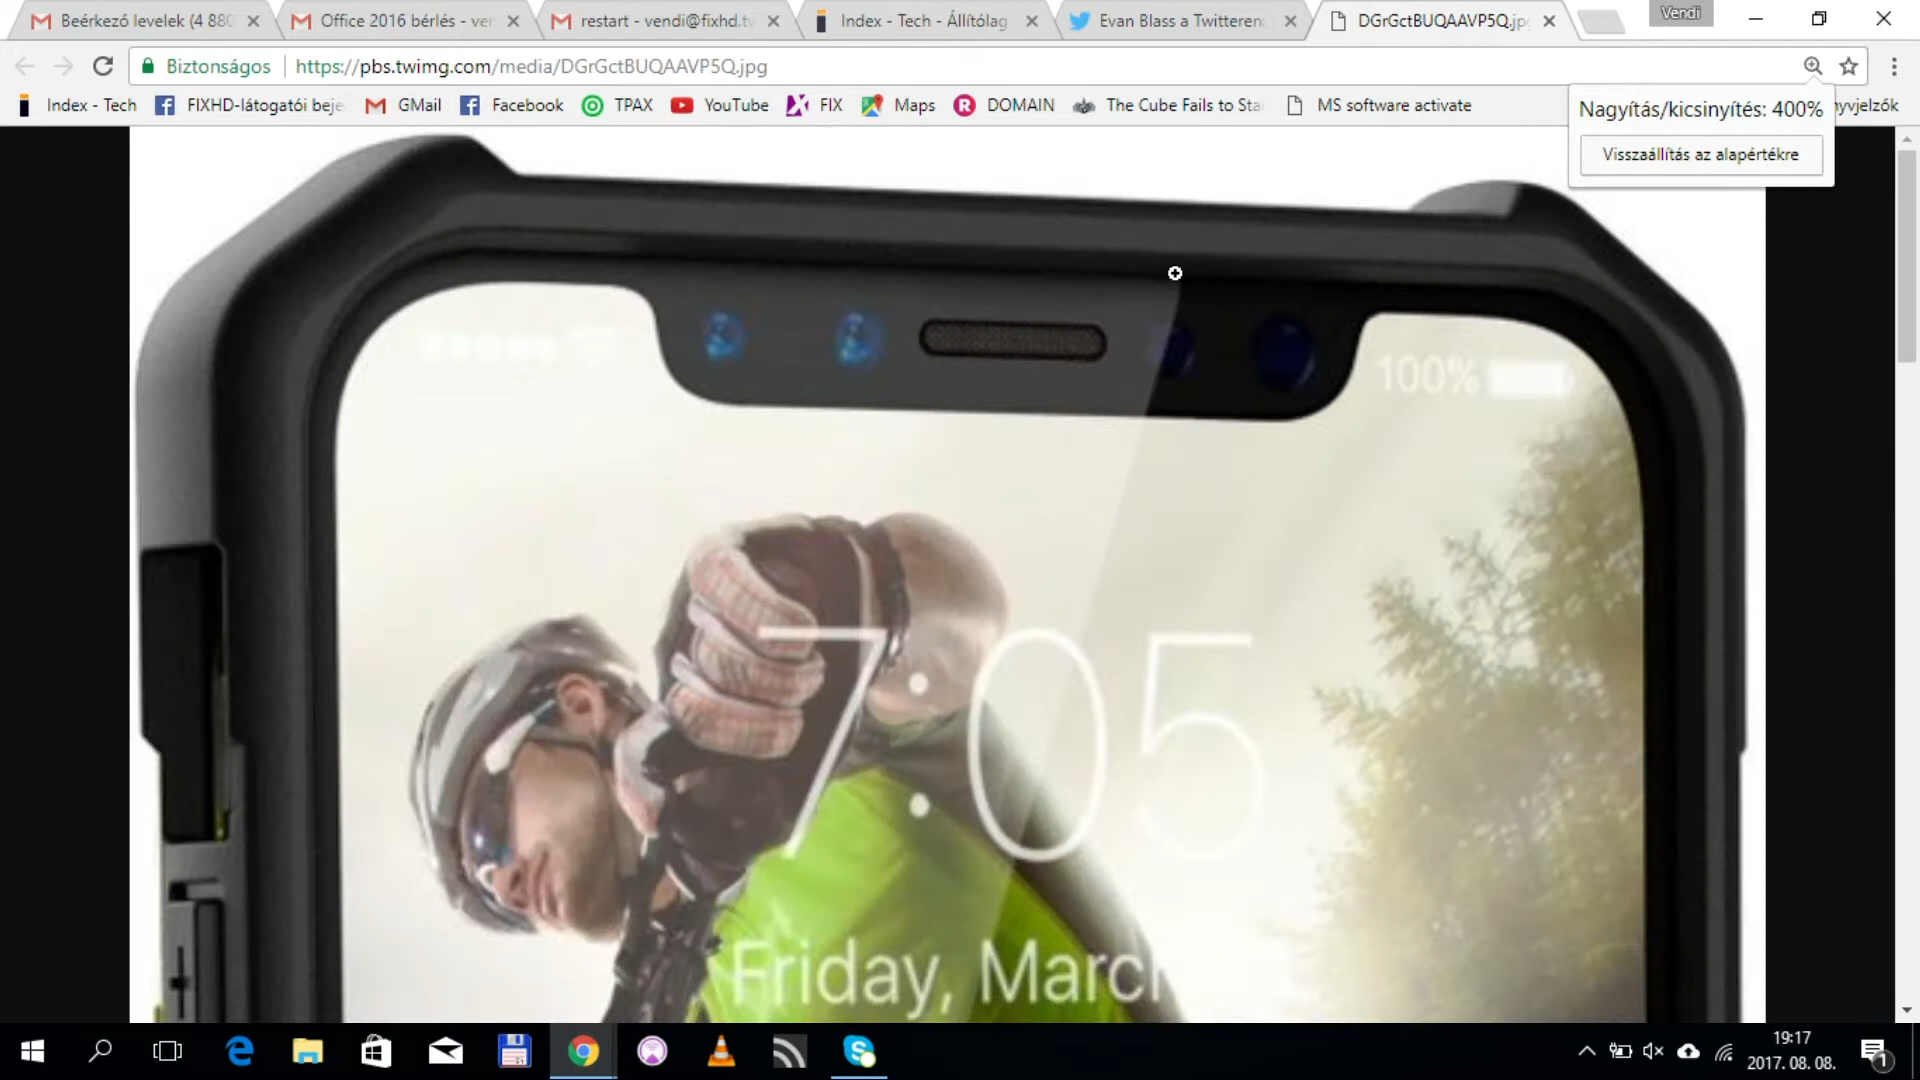 Beérkező levelek (4 880
Office 2016 bérlés - ven
restart - vendi@fixhd.tv
Index - Tech - Állítólag
Evan Blass a Twitteren:
DGrGctBUQAAVP5Q.jpg
Vendi
Biztonságos
https://pbs.twimg.com/media/DGrGctBUQAAVP5Q.jpg
Index - Tech
FIXHD-látogatói beje
GMail
Facebook
TPAX
YouTube
FIX
Maps
DOMAIN
The Cube Fails to Sta
MS software activate
nyvjelzők
Nagyítás/kicsinyítés: 400%
Visszaállítás az alapértékre
100%
7:05
Friday, March
19:17
2017. 08. 08.
1